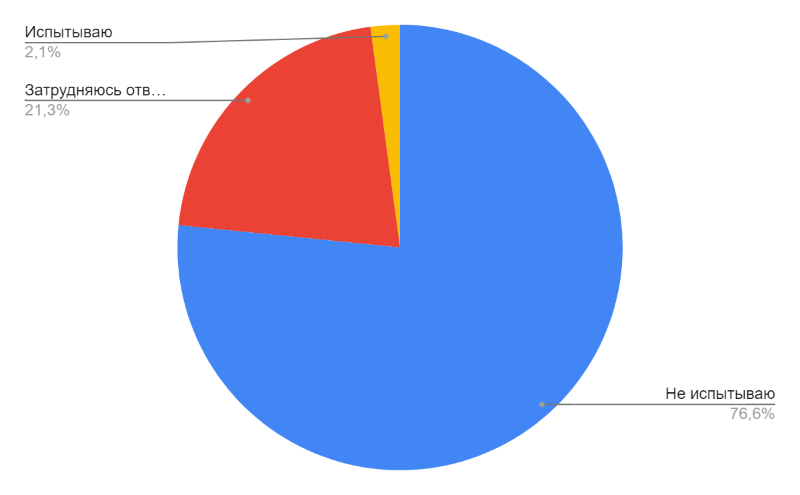 Испытываю
2,1%
Затрудняюсь отв…
21,3%
Не испытываю
76,6%